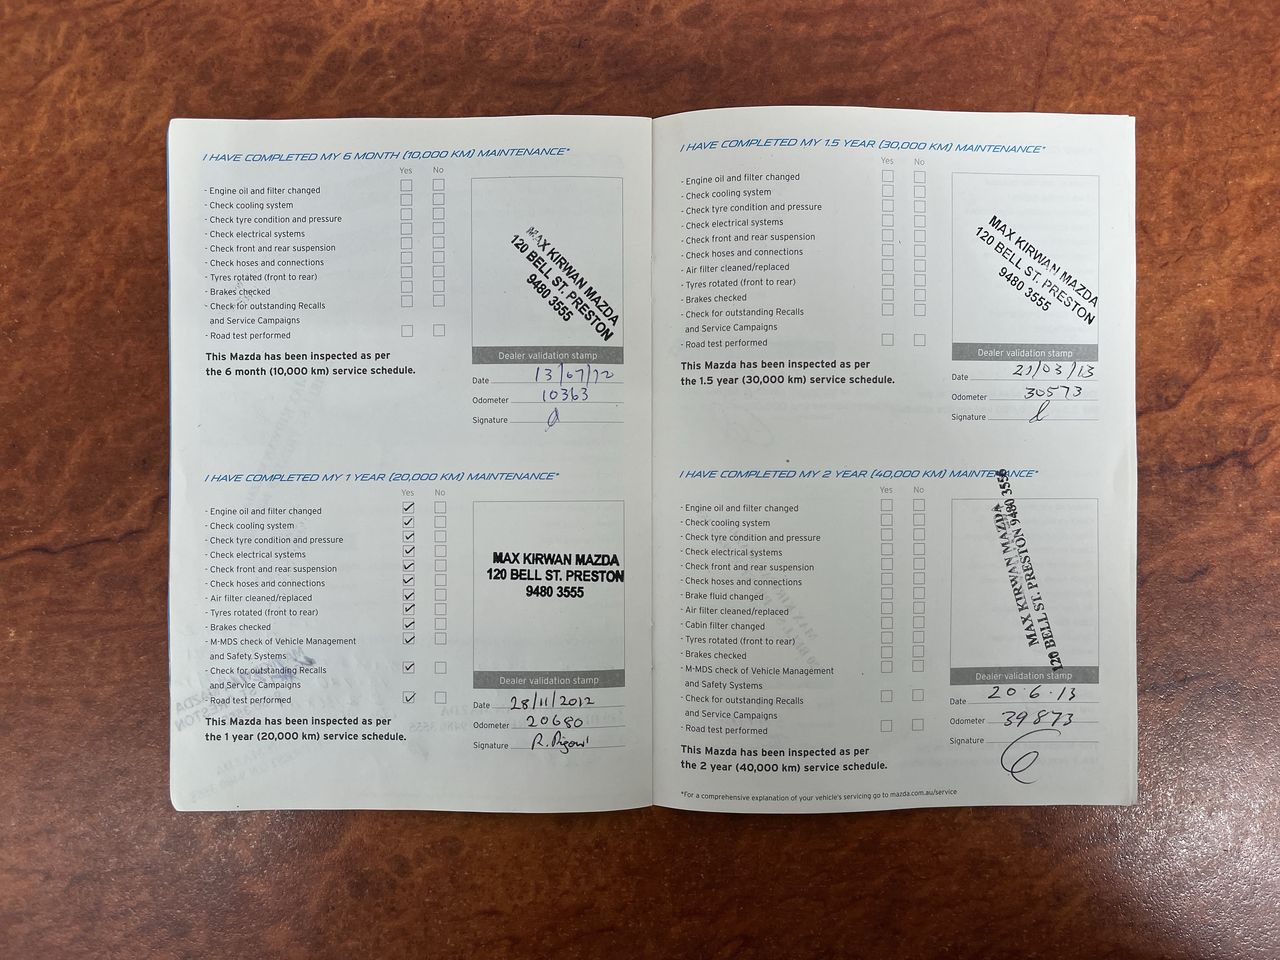 I HAVE COMPLETED MY 6 MONTH (10,000 KM) MAINTENANCE*
Yes No
- Engine oil and filter changed
- Check cooling system
- Check tyre condition and pressure
- Check electrical systems
- Check front and rear suspension
- Check hoses and connections
- Tyres rotated (front to rear)
- Brakes checked
- Check for outstanding Recalls
and Service Campaigns
- Road test performed
This Mazda has been inspected as per
the 6 month (10,000 km) service schedule.
MAX KIRWAN MAZDA
120 BELL ST. PRESTON
9480 3555
Dealer validation stamp
Date 13/07/12
Odometer 10363
Signature
I HAVE COMPLETED MY 1 YEAR (20,000 KM) MAINTENANCE*
Yes No
- Engine oil and filter changed
- Check cooling system
- Check tyre condition and pressure
- Check electrical systems
- Check front and rear suspension
- Check hoses and connections
- Air filter cleaned/replaced
- Tyres rotated (front to rear)
- Brakes checked
- M-MDS check of Vehicle Management
and Safety Systems
- Check for outstanding Recalls
and Service Campaigns
- Road test performed
This Mazda has been inspected as per
the 1 year (20,000 km) service schedule.
MAX KIRWAN MAZDA
120 BELL ST. PRESTON
9480 3555
Dealer validation stamp
Date 28/11/2012
Odometer 20680
Signature
I HAVE COMPLETED MY 1.5 YEAR (30,000 KM) MAINTENANCE*
Yes No
- Engine oil and filter changed
- Check cooling system
- Check tyre condition and pressure
- Check electrical systems
- Check front and rear suspension
- Check hoses and connections
- Air filter cleaned/replaced
- Tyres rotated (front to rear)
- Brakes checked
- Check for outstanding Recalls
and Service Campaigns
- Road test performed
This Mazda has been inspected as per
the 1.5 year (30,000 km) service schedule.
MAX KIRWAN MAZDA
120 BELL ST. PRESTON
9480 3555
Dealer validation stamp
Date 21/03/13
Odometer 30573
Signature
I HAVE COMPLETED MY 2 YEAR (40,000 KM) MAINTENANCE*
Yes No
- Engine oil and filter changed
- Check cooling system
- Check tyre condition and pressure
- Check electrical systems
- Check front and rear suspension
- Check hoses and connections
- Brake fluid changed
- Air filter cleaned/replaced
- Cabin filter changed
- Tyres rotated (front to rear)
- Brakes checked
- M-MDS check of Vehicle Management
and Safety Systems
- Check for outstanding Recalls
and Service Campaigns
- Road test performed
This Mazda has been inspected as per
the 2 year (40,000 km) service schedule.
MAX KIRWAN MAZDA
120 BELL ST. PRESTON 9480 3555
Dealer validation stamp
Date 20.6.13
Odometer 39873
Signature
*For a comprehensive explanation of your vehicle's servicing go to mazda.com.au/service